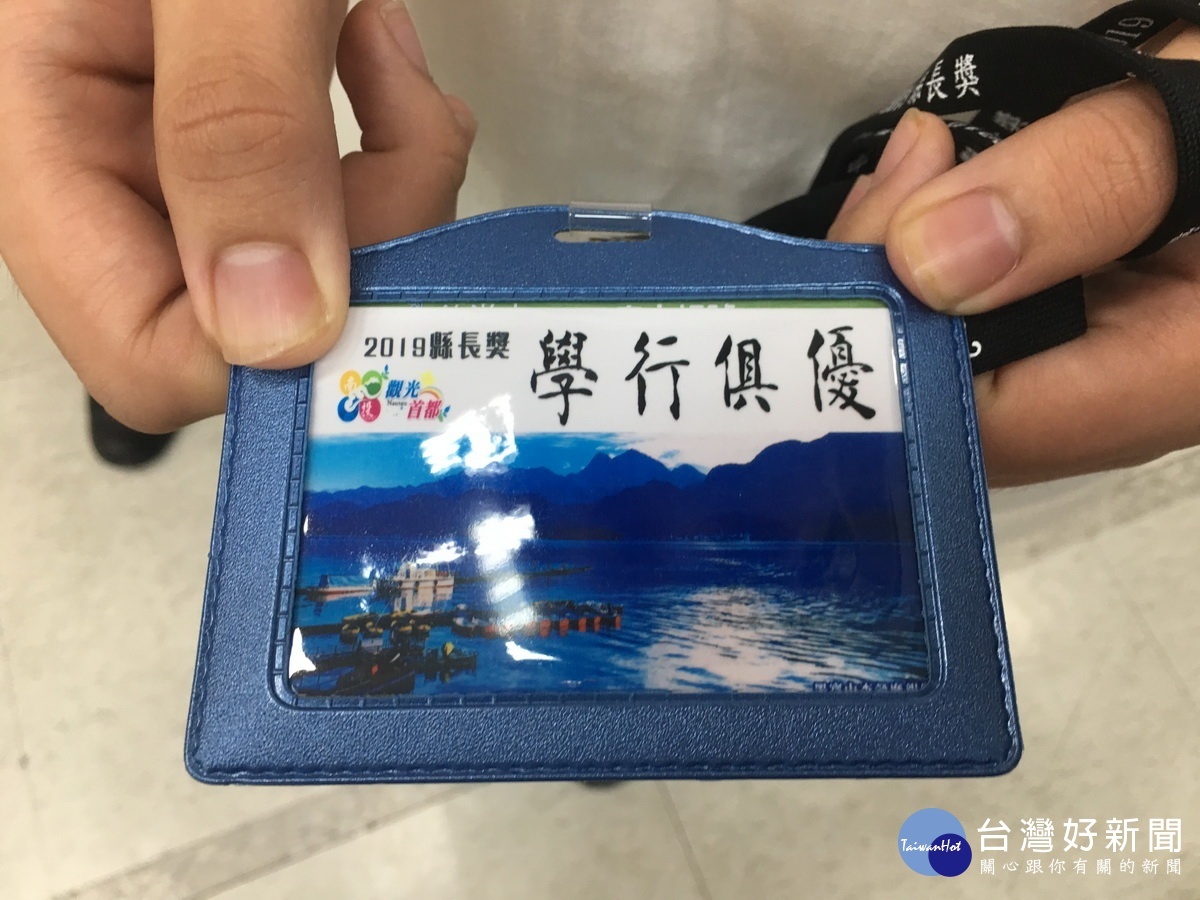 長獎
2019縣長獎
學行俱優
觀光
Nantou
首都
TaiwanHot
台灣好新聞
關心跟你有關的新聞